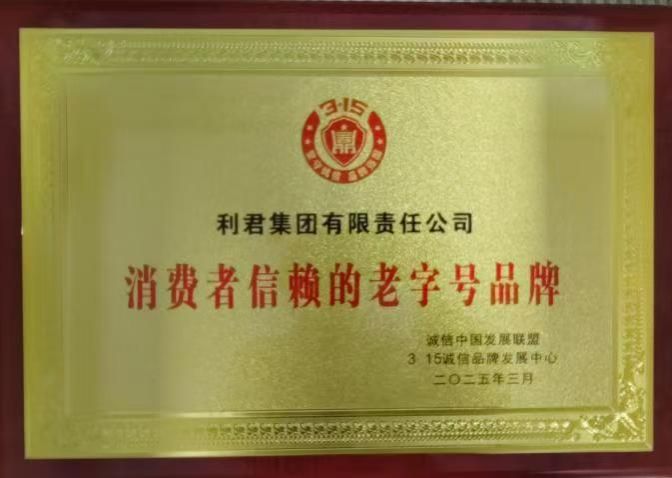 3·15
利君集团有限责任公司
消费者信赖的老字号品牌
诚信中国发展联盟
3 15诚信品牌发展中心
二〇二五年三月